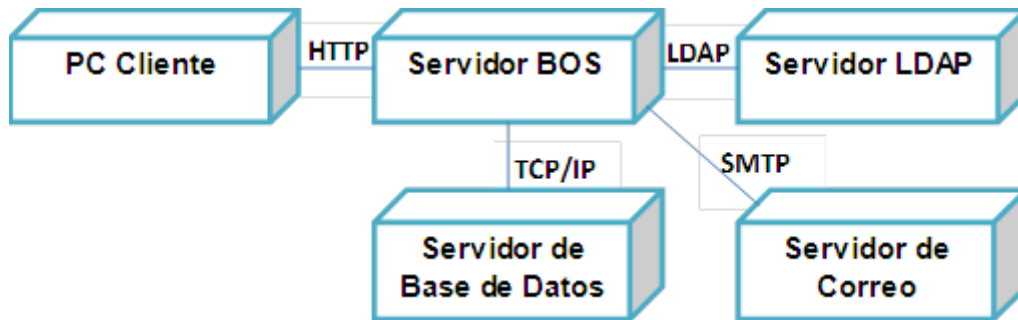 PC Cliente
HTTP
Servidor BOS
LDAP
Servidor LDAP
TCP/IP
SMTP
Servidor de
Base de Datos
Servidor de
Correo